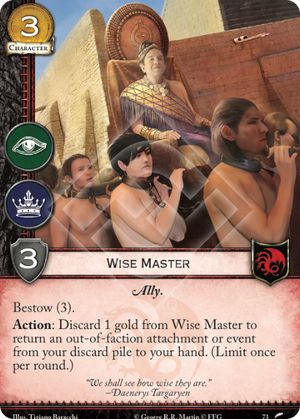 3
CHARACTER
3
WISE MASTER
Ally.
Bestow (3).
Action: Discard 1 gold from Wise Master to
return an out-of-faction attachment or event
from your discard pile to your hand. (Limit once
per round.)
"We shall see how wise they are."
–Daenerys Targaryen
Illus. Tiziano Baracchi
© George R.R. Martin © FFG
73